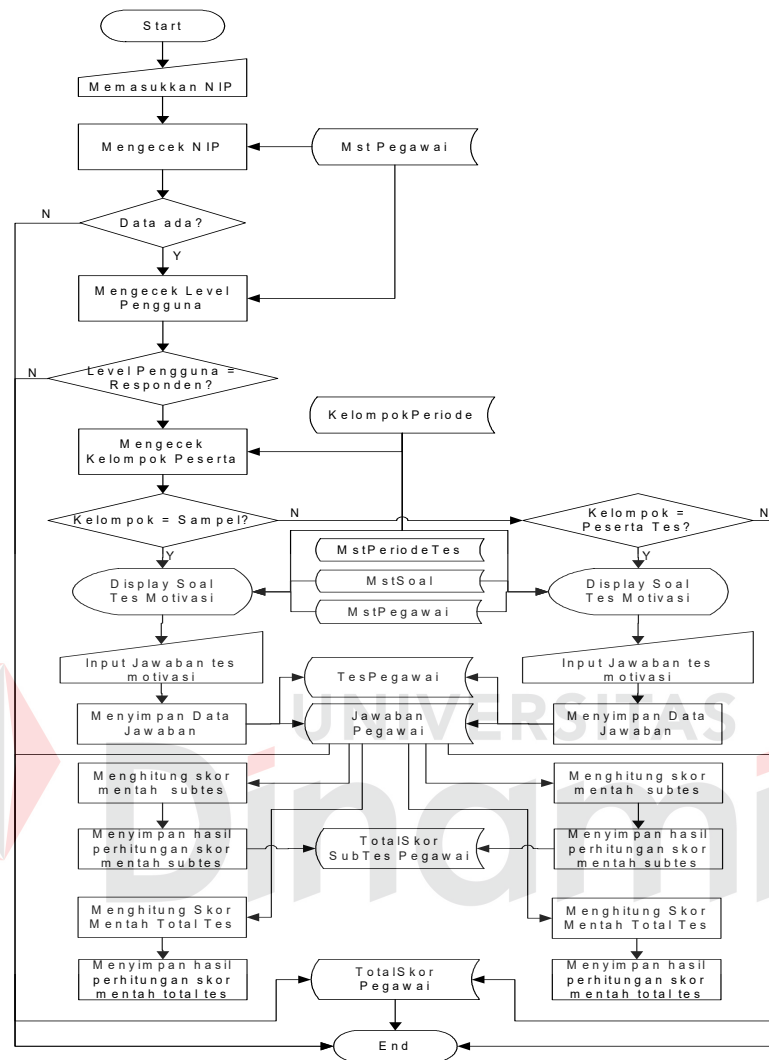 Start
Memasukkan NIP
Mengecek NIP
Mst Pegawai
N
Data ada?
Y
Mengecek Level
Pengguna
N
Level Pengguna =
Responden?
KelompokPeriode
Mengecek
Kelompok Peserta
Kelompok = Sampel?
N
Kelompok =
Peserta Tes?
N
Y
Y
MstPeriodeTes
Display Soal
Tes Motivasi
MstSoal
Display Soal
Tes Motivasi
MstPegawai
Input Jawaban tes
motivasi
TesPegawai
Input Jawaban tes
motivasi
UNIVERSITAS
Menyimpan Data
Jawaban
Jawaban
Pegawai
Menyimpan Data
Jawaban
Dinami
Menghitung skor
mentah subtes
Menghitung skor
mentah subtes
Menyimpan hasil
perhitungan skor
mentah subtes
TotalSkor
SubTes Pegawai
Menyimpan hasil
perhitungan skor
mentah subtes
Menghitung Skor
Mentah Total Tes
Menghitung Skor
Mentah Total Tes
Menyimpan hasil
perhitungan skor
mentah total tes
TotalSkor
Pegawai
Menyimpan hasil
perhitungan skor
mentah total tes
End